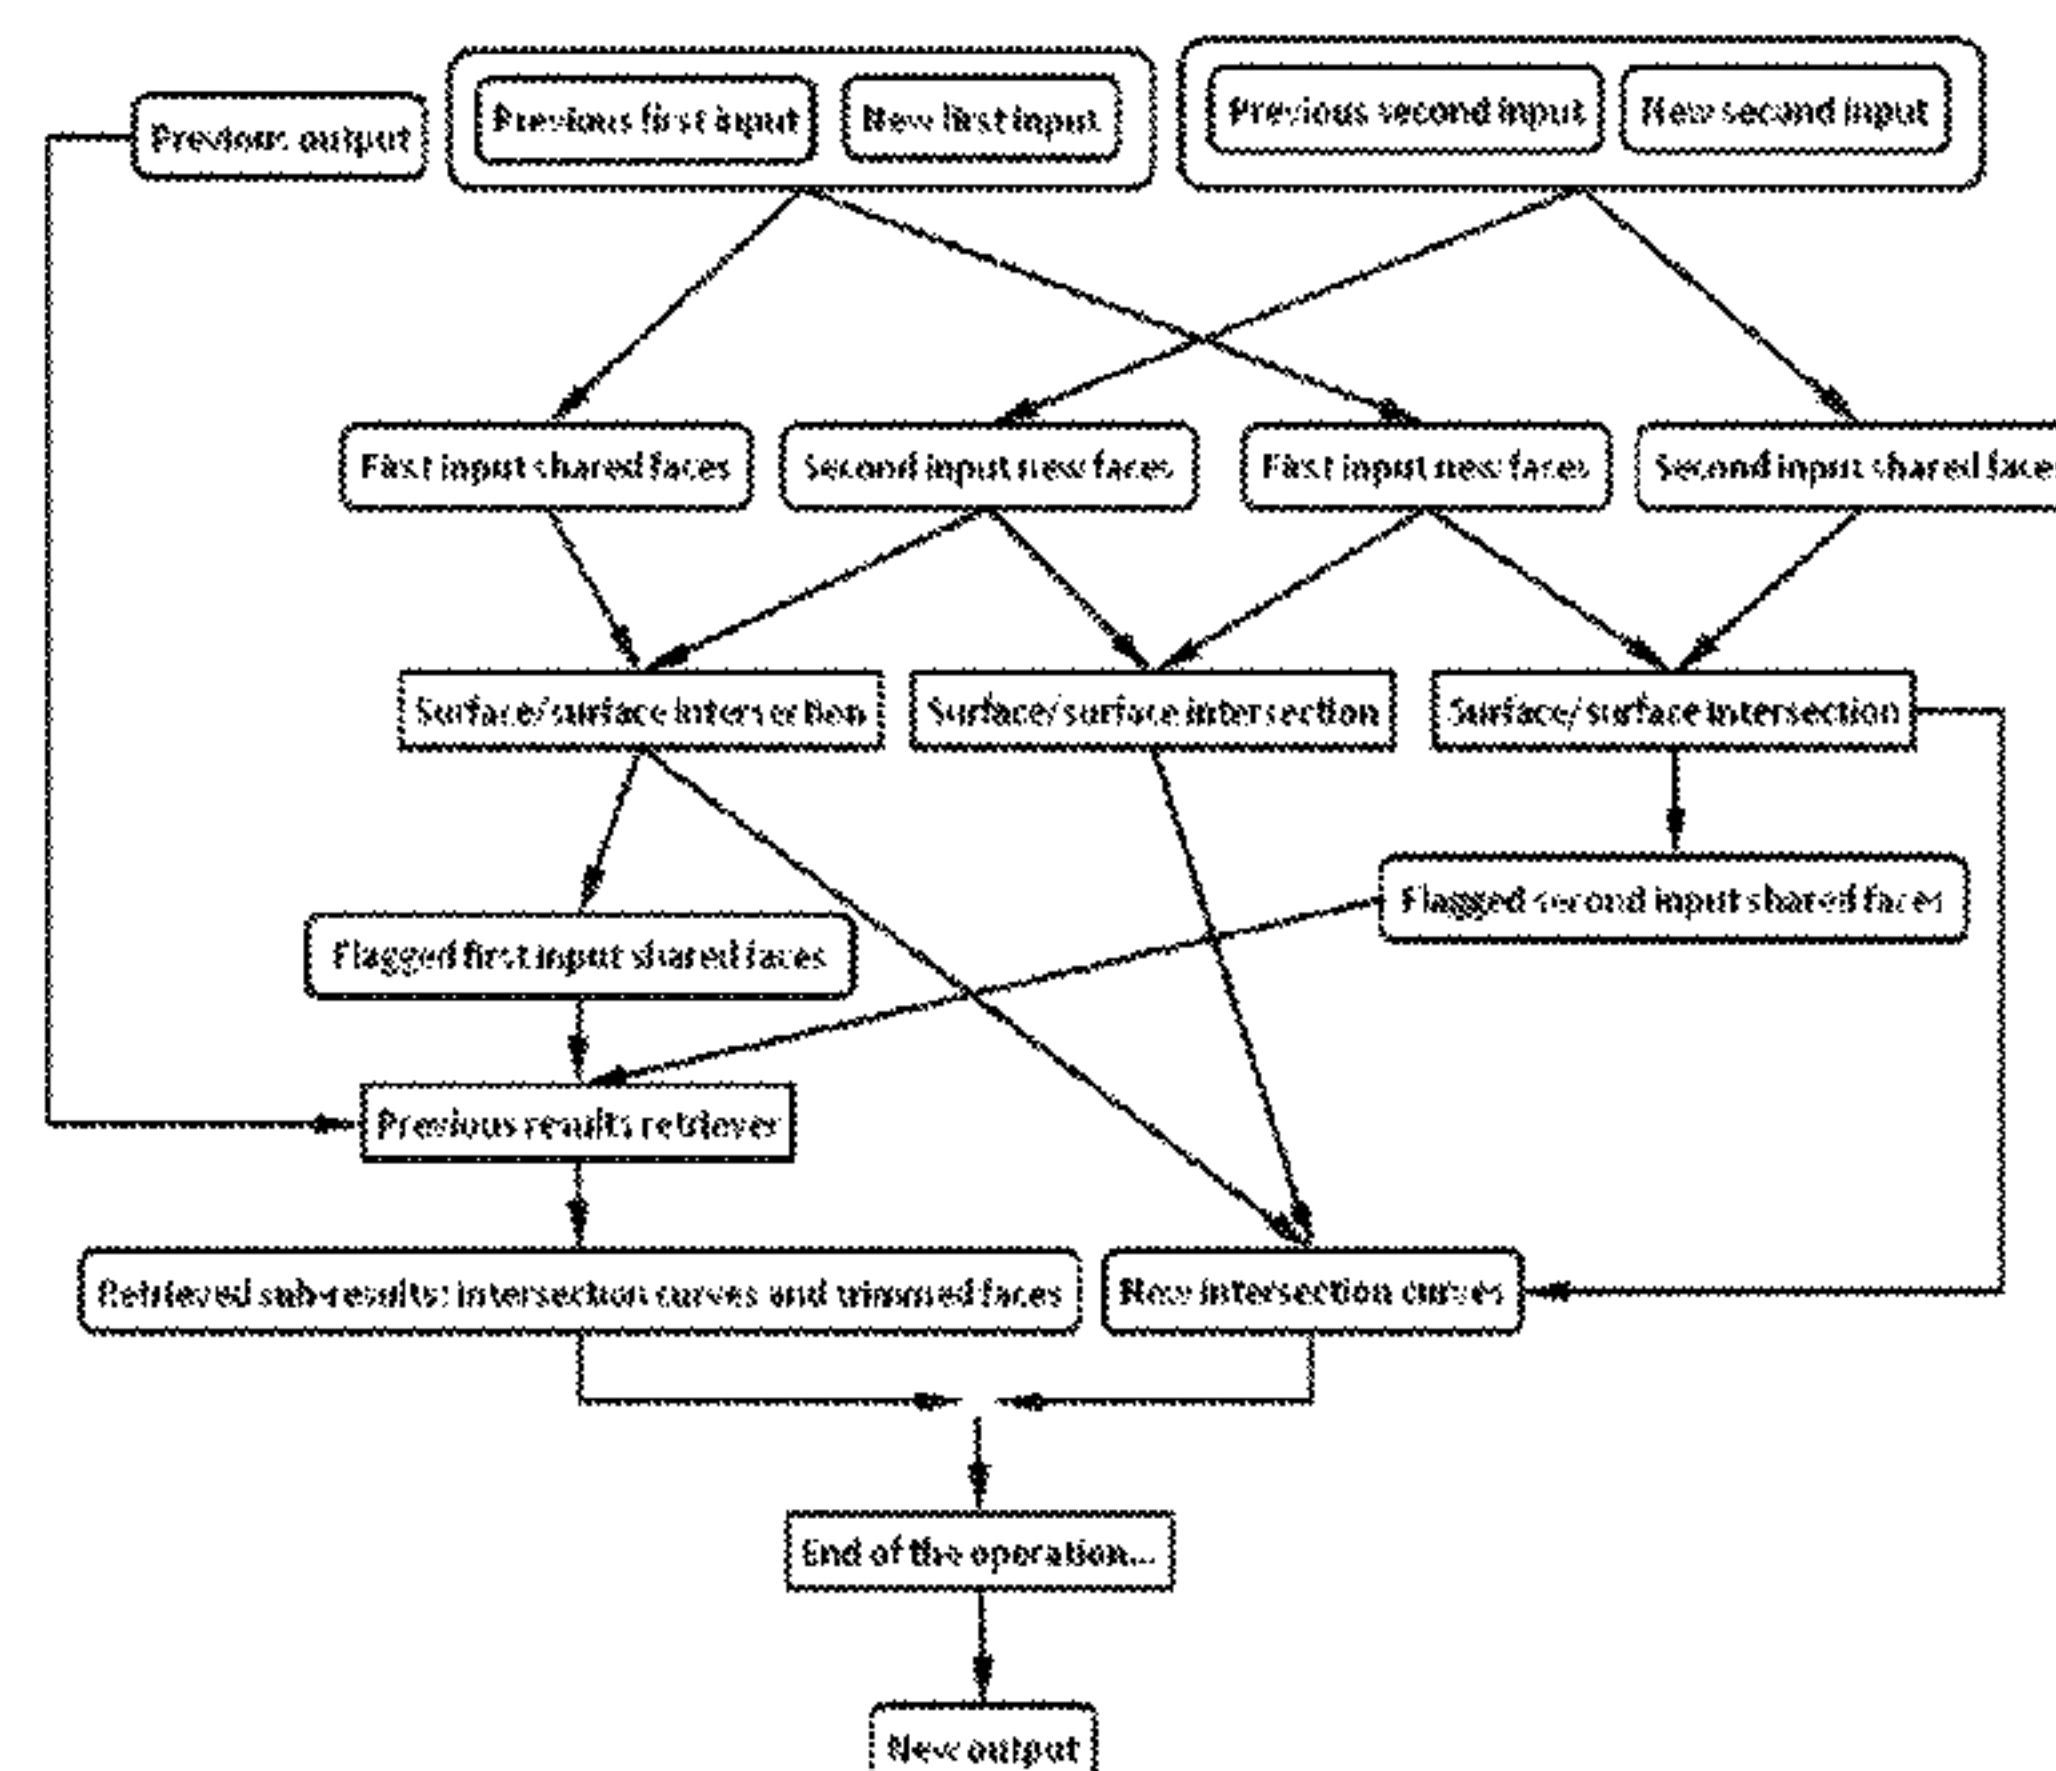 Previous output
Previous first input
New first input
Previous second input
New second input
First input shared faces
Second input new faces
First input new faces
Second input shared faces
Surface/surface intersection
Surface/surface intersection
Surface/surface intersection
Flagged second input shared faces
Flagged first input shared faces
Previous results retriever
Retrieved sub-results: intersection curves and trimmed faces
New intersection curves
End of the operation...
New output